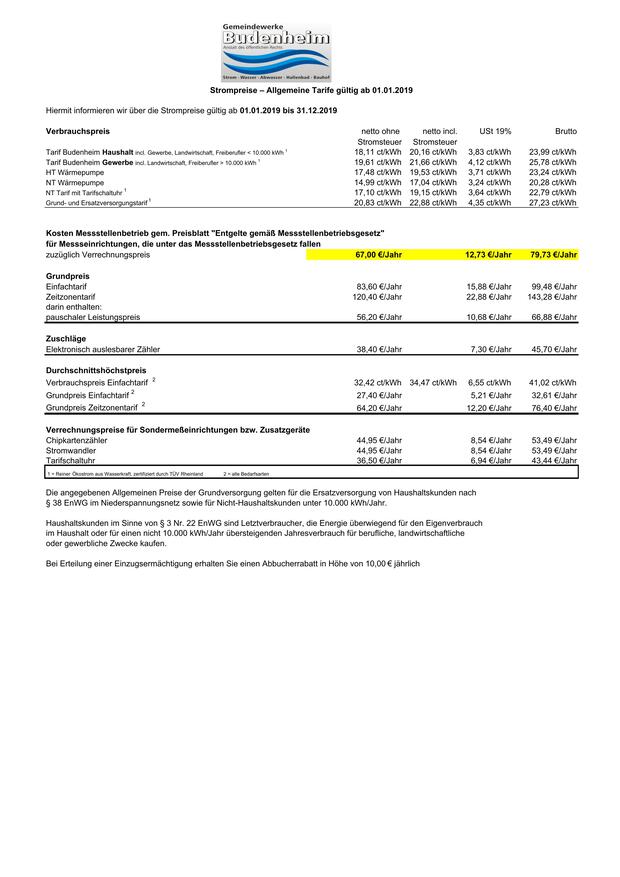 Gemeindewerke
Budenheim
Anstalt des öffentlichen Rechts
Strom · Wasser · Abwasser · Hallenbad · Bauhof
Strompreise – Allgemeine Tarife gültig ab 01.01.2019
Hiermit informieren wir über die Strompreise gültig ab 01.01.2019 bis 31.12.2019
Verbrauchspreis netto ohne netto incl. USt 19% Brutto
Stromsteuer Stromsteuer
Tarif Budenheim Haushalt incl. Gewerbe, Landwirtschaft, Freiberufler < 10.000 kWh 1 18,11 ct/kWh 20,16 ct/kWh 3,83 ct/kWh 23,99 ct/kWh
Tarif Budenheim Gewerbe incl. Landwirtschaft, Freiberufler > 10.000 kWh 1 19,61 ct/kWh 21,66 ct/kWh 4,12 ct/kWh 25,78 ct/kWh
HT Wärmepumpe 17,48 ct/kWh 19,53 ct/kWh 3,71 ct/kWh 23,24 ct/kWh
NT Wärmepumpe 14,99 ct/kWh 17,04 ct/kWh 3,24 ct/kWh 20,28 ct/kWh
NT Tarif mit Tarifschaltuhr 1 17,10 ct/kWh 19,15 ct/kWh 3,64 ct/kWh 22,79 ct/kWh
Grund- und Ersatzversorgungstarif 1 20,83 ct/kWh 22,88 ct/kWh 4,35 ct/kWh 27,23 ct/kWh
Kosten Messstellenbetrieb gem. Preisblatt "Entgelte gemäß Messstellenbetriebsgesetz"
für Messseinrichtungen, die unter das Messstellenbetriebsgesetz fallen
zuzüglich Verrechnungspreis 67,00 €/Jahr 12,73 €/Jahr 79,73 €/Jahr
Grundpreis
Einfachtarif 83,60 €/Jahr 15,88 €/Jahr 99,48 €/Jahr
Zeitzonentarif 120,40 €/Jahr 22,88 €/Jahr 143,28 €/Jahr
darin enthalten:
pauschaler Leistungspreis 56,20 €/Jahr 10,68 €/Jahr 66,88 €/Jahr
Zuschläge
Elektronisch auslesbarer Zähler 38,40 €/Jahr 7,30 €/Jahr 45,70 €/Jahr
Durchschnittshöchstpreis
Verbrauchspreis Einfachtarif 2 32,42 ct/kWh 34,47 ct/kWh 6,55 ct/kWh 41,02 ct/kWh
Grundpreis Einfachtarif 2 27,40 €/Jahr 5,21 €/Jahr 32,61 €/Jahr
Grundpreis Zeitzonentarif 2 64,20 €/Jahr 12,20 €/Jahr 76,40 €/Jahr
Verrechnungspreise für Sondermeßeinrichtungen bzw. Zusatzgeräte
Chipkartenzähler 44,95 €/Jahr 8,54 €/Jahr 53,49 €/Jahr
Stromwandler 44,95 €/Jahr 8,54 €/Jahr 53,49 €/Jahr
Tarifschaltuhr 36,50 €/Jahr 6,94 €/Jahr 43,44 €/Jahr
1 = Reiner Ökostrom aus Wasserkraft, zertifiziert durch TÜV Rheinland 2 = alte Bedarfsarten
Die angegebenen Allgemeinen Preise der Grundversorgung gelten für die Ersatzversorgung von Haushaltskunden nach
§ 38 EnWG im Niederspannungsnetz sowie für Nicht-Haushaltskunden unter 10.000 kWh/Jahr.
Haushaltskunden im Sinne von § 3 Nr. 22 EnWG sind Letztverbraucher, die Energie überwiegend für den Eigenverbrauch
im Haushalt oder für einen nicht 10.000 kWh/Jahr übersteigenden Jahresverbrauch für berufliche, landwirtschaftliche
oder gewerbliche Zwecke kaufen.
Bei Erteilung einer Einzugsermächtigung erhalten Sie einen Abbucherrabatt in Höhe von 10,00 € jährlich